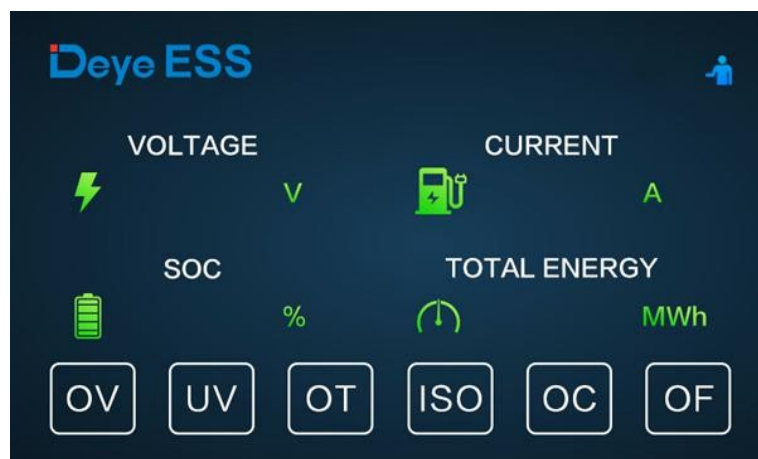 Deye ESS
VOLTAGE CURRENT
V A
SOC TOTAL ENERGY
% MWh
OV UV OT ISO OC OF